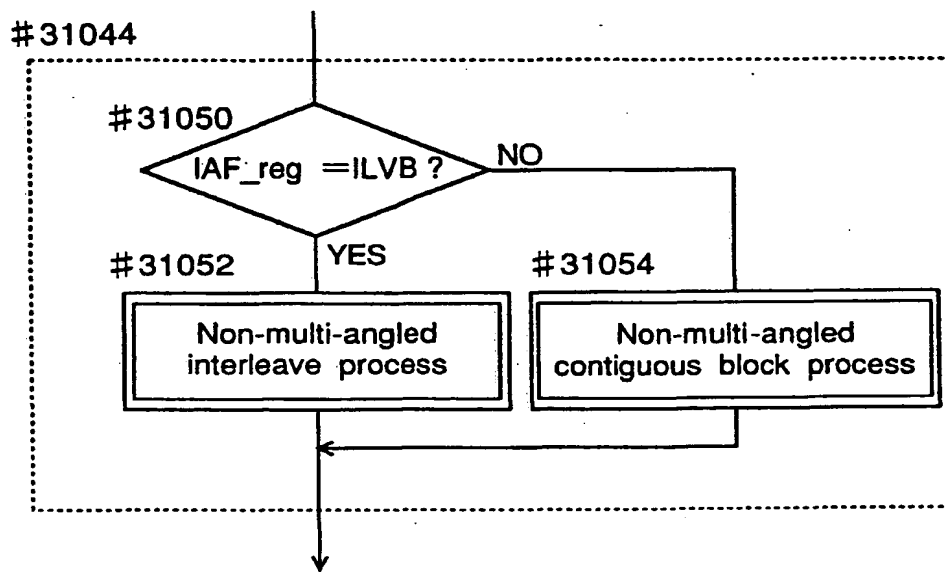 #31044
#31050
IAF_reg =ILVB ?
NO
YES
#31052
#31054
Non-multi-angled
interleave process
Non-multi-angled
contiguous block process